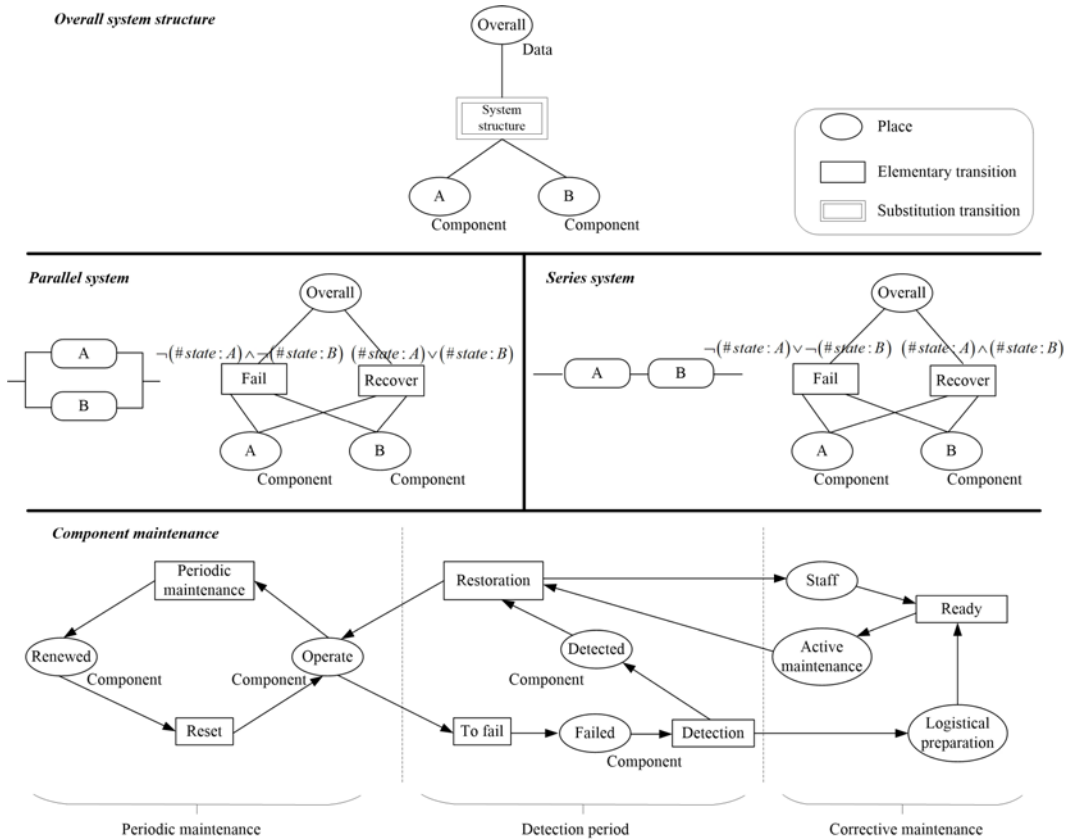 Overall system structure
Overall
Data
System
structure
A
B
Component
Component
Place
Elementary transition
Substitution transition
Parallel system
Overall
A
B
¬(#state:A)∧¬(#state:B) (#state:A)∨(#state:B)
Fail
Recover
A
B
Component
Component
Series system
Overall
A
B
¬(#state:A)∨¬(#state:B) (#state:A)∧(#state:B)
Fail
Recover
A
B
Component
Component
Component maintenance
Periodic
maintenance
Restoration
Staff
Ready
Renewed
Component
Operate
Component
Detected
Component
Active
maintenance
Reset
To fail
Failed
Component
Detection
Logistical
preparation
Periodic maintenance
Detection period
Corrective maintenance